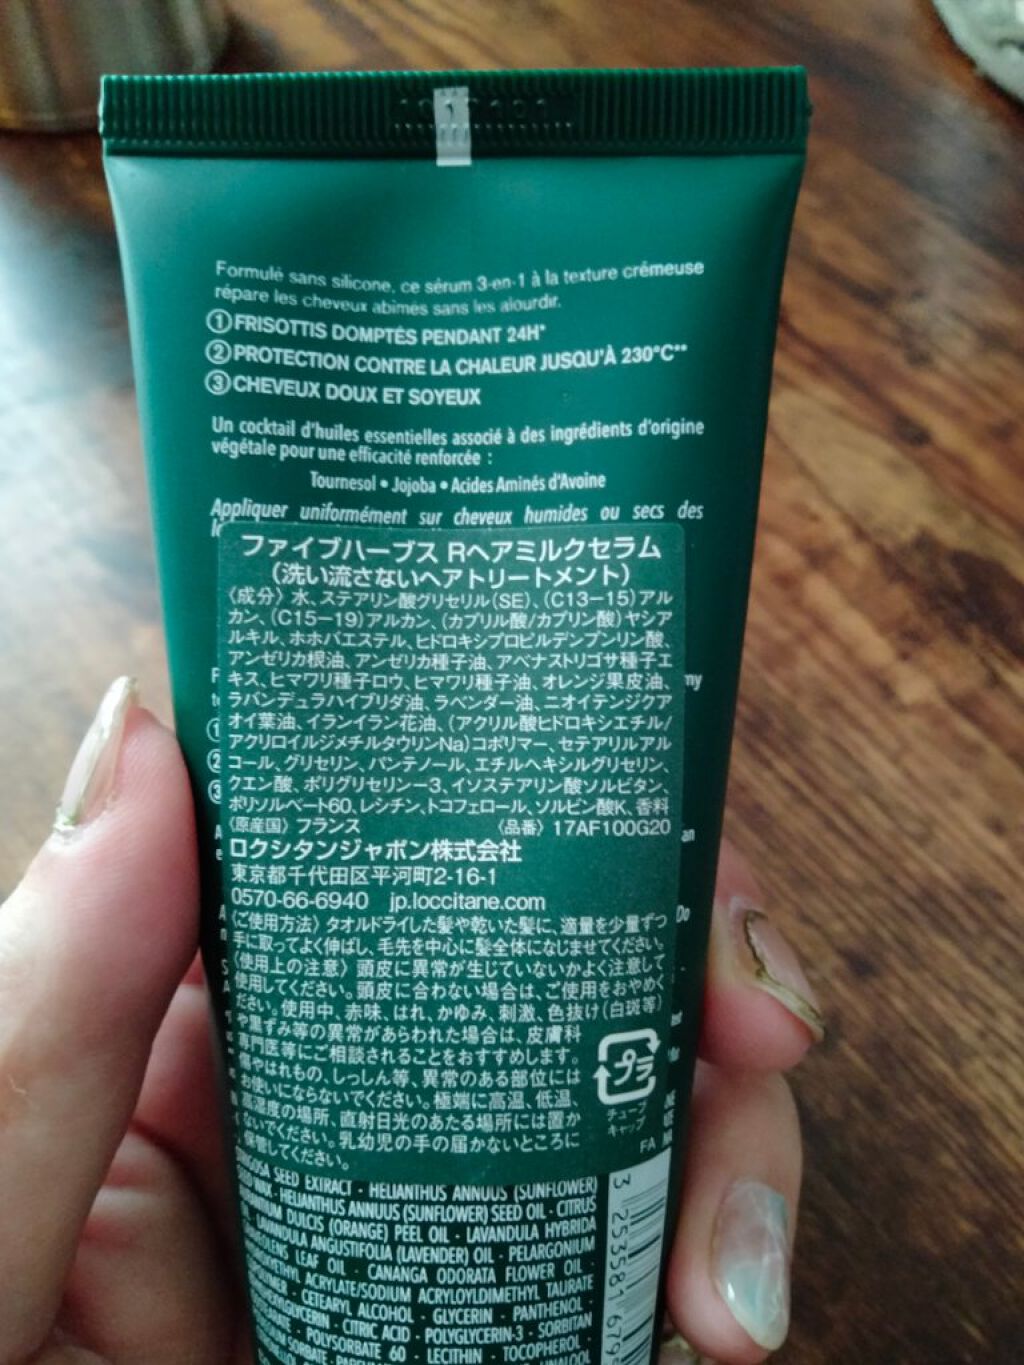 Formulé sans silicone, ce sérum 3-en-1 à la texture crémeuse
répare les cheveux abîmés sans les alourdir.
①FRISOTTIS DOMPTÉS PENDANT 24H*
②PROTECTION CONTRE LA CHALEUR JUSQU'À 230°C**
③CHEVEUX DOUX ET SOYEUX
Un cocktail d'huiles essentielles associé à des ingrédients d'origine
végétale pour une efficacité renforcée :
Tournesol • Jojoba • Acides Aminés d'Avoine
Appliquer uniformément sur cheveux humides ou secs des
ファイブハーブス Rヘアミルクセラム
(洗い流さないヘアトリートメント)
〈成分〉水、ステアリン酸グリセリル(SE)、(C13-15)アル
カン、(C15-19)アルカン、(カプリル酸/カプリン酸)ヤシア
ルキル、ホホバエステル、ヒドロキシプロピルデンプンリン酸、
アンゼリカ根油、アンゼリカ種子油、アベナストリゴサ種子エ
キス、ヒマワリ種子ロウ、ヒマワリ種子油、オレンジ果皮油、
ラバンデュラハイブリダ油、ラベンダー油、ニオイテンジクア
オイ葉油、イランイラン花油、(アクリル酸ヒドロキシエチル/
アクリロイルジメチルタウリンNa)コポリマー、セテアリルアル
コール、グリセリン、パンテノール、エチルヘキシルグリセリン、
クエン酸、ポリグリセリン-3、イソステアリン酸ソルビタン、
ポリソルベート60、レシチン、トコフェロール、ソルビン酸K、香料
〈原産国〉フランス 〈品番〉17AF100G20
ロクシタンジャポン株式会社
東京都千代田区平河町2-16-1
0570-66-6940 jp.loccitane.com
〈ご使用方法〉タオルドライした髪や乾いた髪に、適量を少量ずつ
手に取ってよく伸ばし、毛先を中心に髪全体になじませてください。
〈使用上の注意〉頭皮に異常が生じていないかよく注意して
使用してください。頭皮に合わない場合は、ご使用をおやめく
ださい。使用中、赤味、はれ、かゆみ、刺激、色抜け(白斑等)
や黒ずみ等の異常があらわれた場合は、皮膚科
専門医等にご相談されることをおすすめします。
傷やはれもの、しっしん等、異常のある部位には
お使いにならないでください。極端に高温、低温、
高湿度の場所、直射日光のあたる場所には置か
ないでください。乳幼児の手の届かないところに
保管してください。
プラ
チューブ
キャップ
FA
SEED EXTRACT · HELIANTHUS ANNUUS (SUNFLOWER)
WAX · HELIANTHUS ANNUUS (SUNFLOWER) SEED OIL · CITRUS
DULCIS (ORANGE) PEEL OIL · LAVANDULA HYBRIDA
LAVANDULA ANGUSTIFOLIA (LAVENDER) OIL · PELARGONIUM
LEAF OIL · CANANGA ODORATA FLOWER OIL ·
ACRYLATE/SODIUM ACRYLOYLDIMETHYL TAURATE
CETEARYL ALCOHOL · GLYCERIN · PANTHENOL ·
CITRIC ACID · POLYGLYCERIN-3 · SORBITAN
POLYSORBATE 60 · LECITHIN · TOCOPHEROL ·
3 253581 679